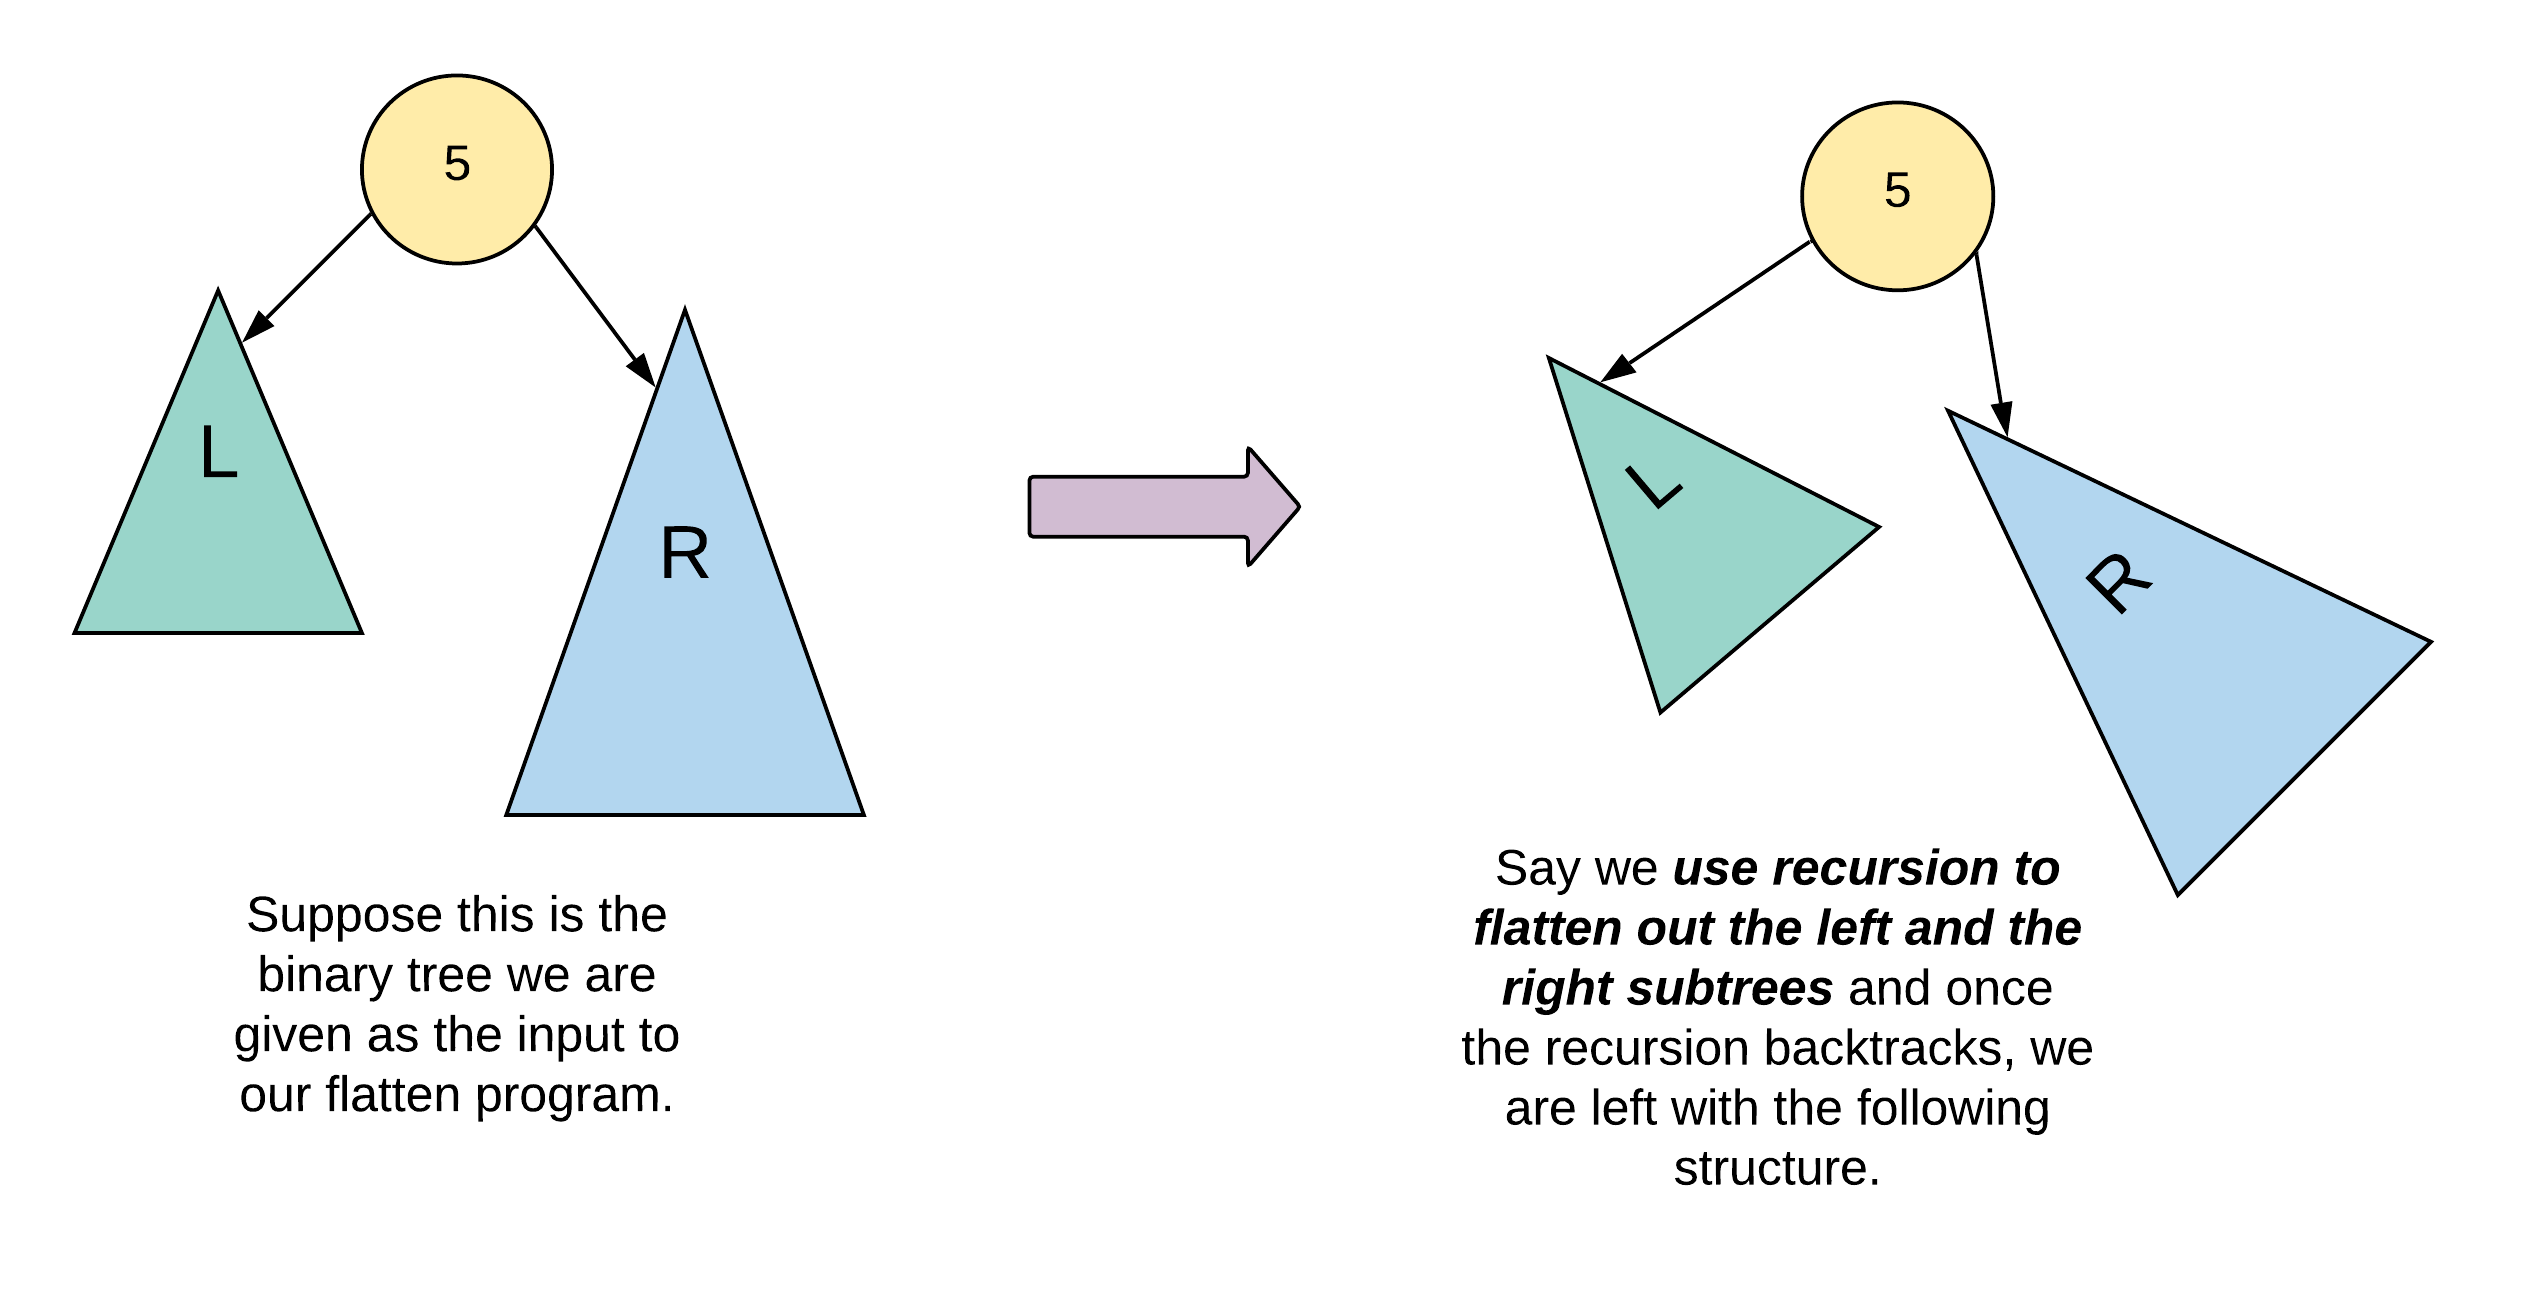 5
L
R
Suppose this is the
binary tree we are
given as the input to
our flatten program.
5
L
R
Say we use recursion to
flatten out the left and the
right subtrees and once
the recursion backtracks, we
are left with the following
structure.